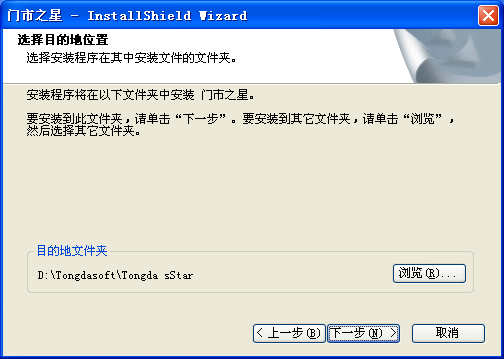 门市之星 - InstallShield Wizard
选择目的地位置
选择安装程序在其中安装文件的文件夹。
安装程序将在以下文件夹中安装 门市之星。
要安装到此文件夹，请单击“下一步”。要安装到其它文件夹，请单击“浏览”，
然后选择其它文件夹。
目的地文件夹
D:\Tongdasoft\Tongda sStar
浏览(R)...
< 上一步(B) 下一步(N) > 取消